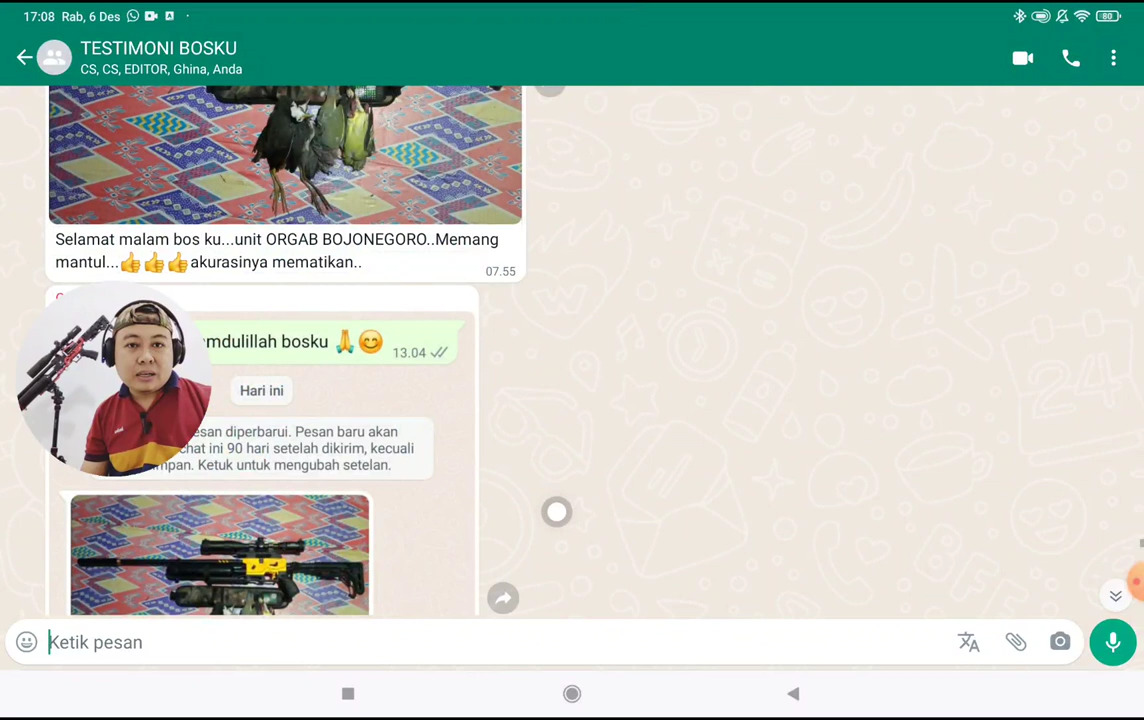 17:08 Rab, 6 Des
80
TESTIMONI BOSKU
CS, CS, EDITOR, Ghina, Anda
Selamat malam bos ku...unit ORGAB BOJONEGORO..Memang
mantul...👍👍👍akurasinya mematikan..
07.55
mdulillah bosku 🙏😊
13.04
Hari ini
esan diperbarui. Pesan baru akan
chat ini 90 hari setelah dikirim, kecuali
mpan. Ketuk untuk mengubah setelan.
Ketik pesan